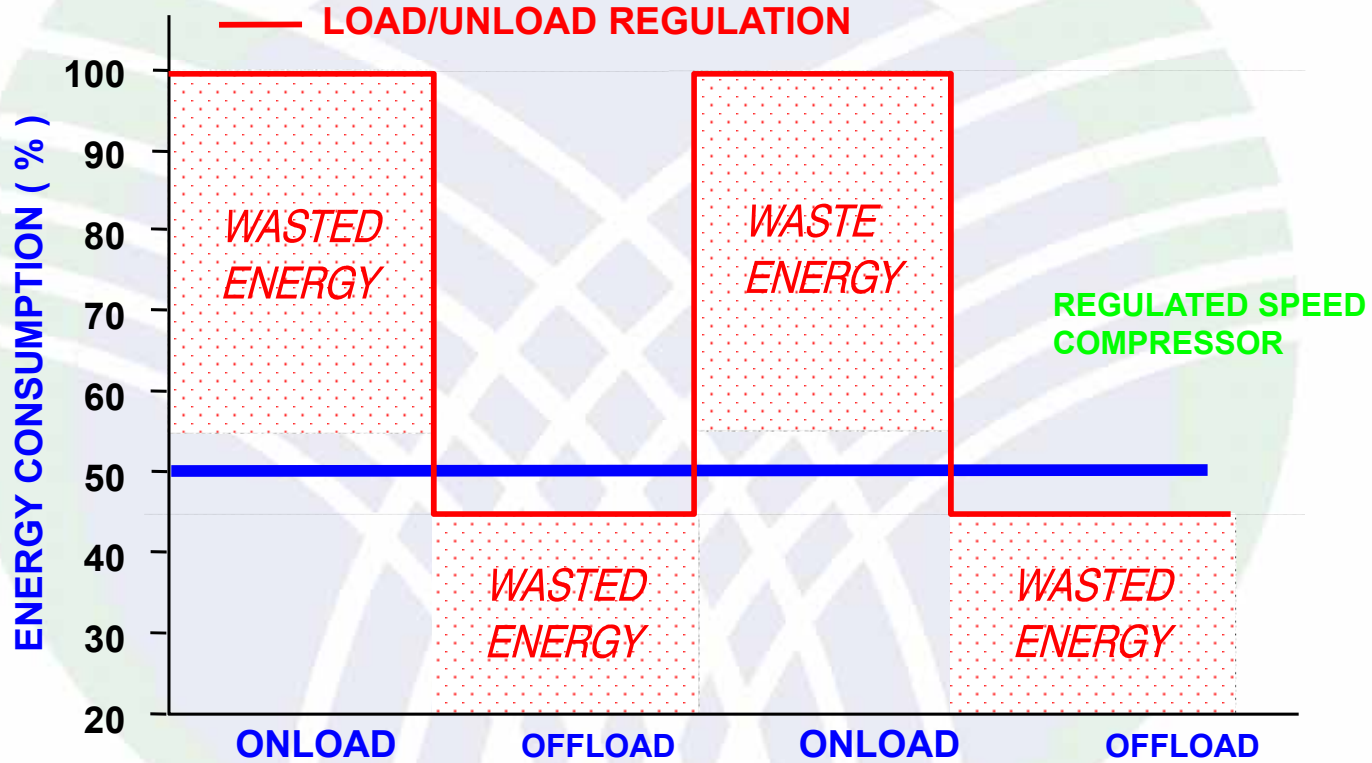 LOAD/UNLOAD REGULATION
ENERGY CONSUMPTION ( % )
100
90
80
70
60
50
40
30
20
WASTED
ENERGY
WASTE
ENERGY
REGULATED SPEED
COMPRESSOR
WASTED
ENERGY
WASTED
ENERGY
ONLOAD OFFLOAD ONLOAD OFFLOAD